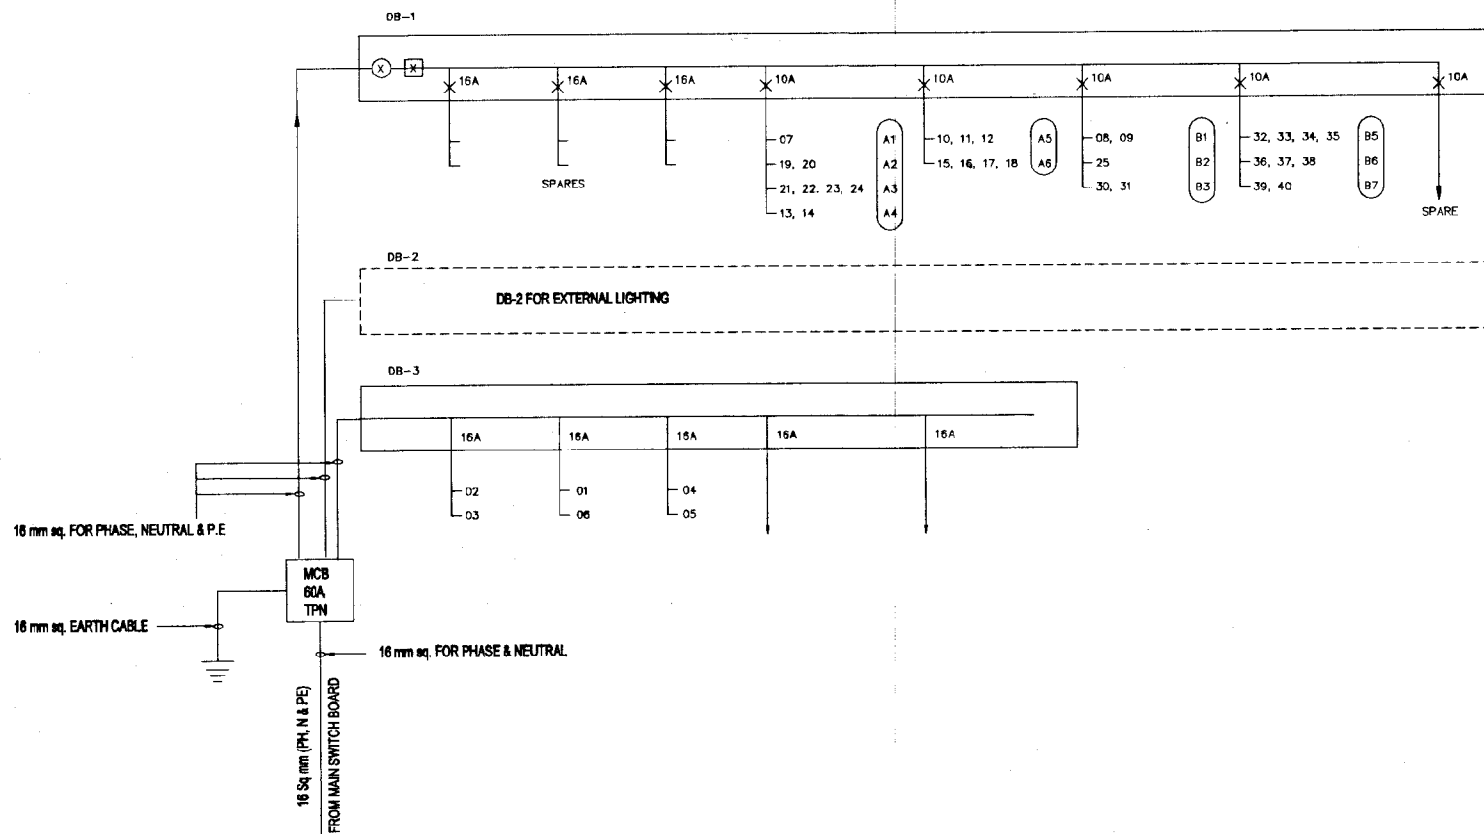 DB-1
X X
16A 16A 16A 10A 10A 10A 10A 10A
07 A1 10, 11, 12 A5 08, 09 B1 32, 33, 34, 35 B5
19, 20 A2 15, 16, 17, 18 A6 25 B2 36, 37, 38 B6
SPARES
21, 22. 23, 24 A3 30, 31 B3 39, 40 B7
13, 14 A4
SPARE
DB-2
DB-2 FOR EXTERNAL LIGHTING
DB-3
16A 16A 16A 16A 16A
02 01 04
03 06 05
16 mm sq. FOR PHASE, NEUTRAL & P.E
MCB
60A
TPN
16 mm sq. EARTH CABLE
16 mm sq. FOR PHASE & NEUTRAL
16 Sq mm (PH, N & PE)
FROM MAIN SWITCH BOARD